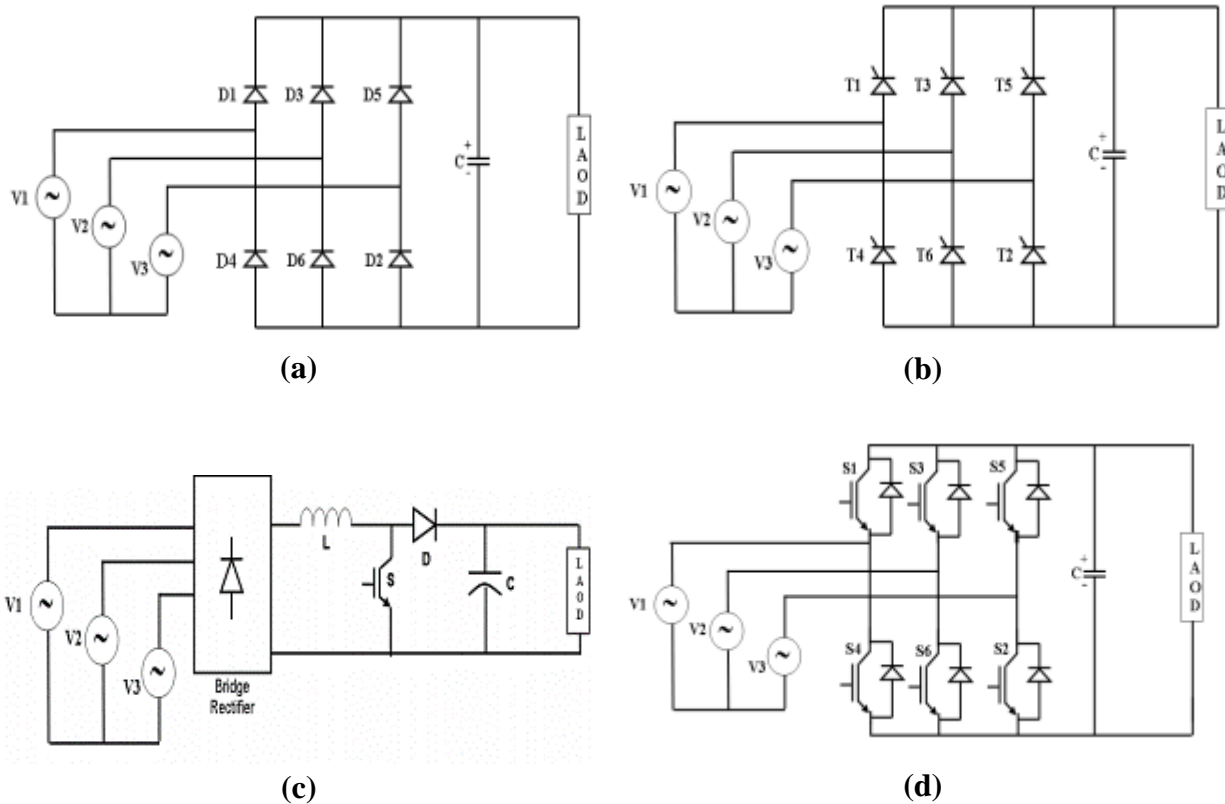 D1 D3 D5
V1 V2 V3
D4 D6 D2
C + -
L A O D
(a)
T1 T3 T5
V1 V2 V3
T4 T6 T2
C + -
L A O D
(b)
V1 V2 V3
Bridge
Rectifier
L
S
D
C
L A O D
(c)
S1 S3 S5
V1 V2 V3
S4 S6 S2
C + -
L A O D
(d)